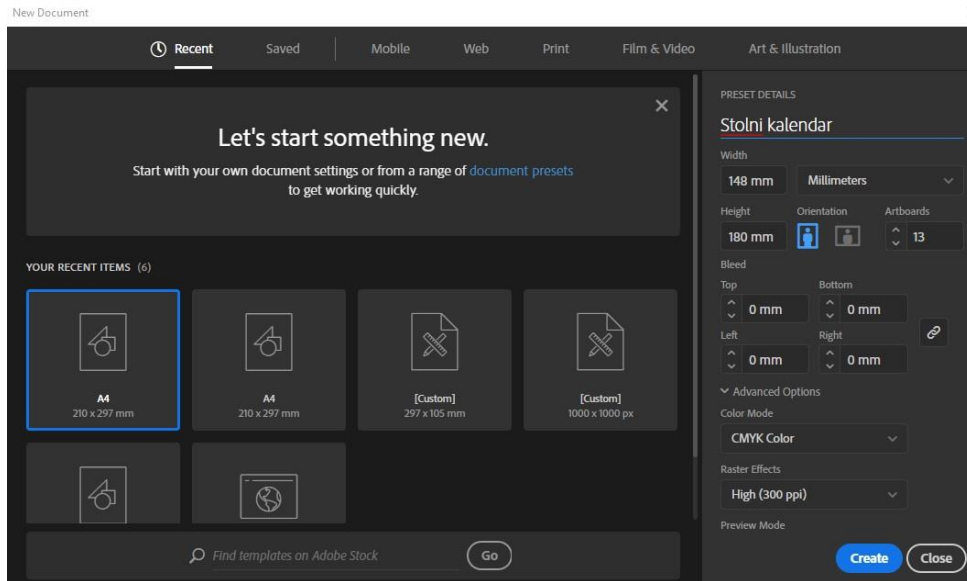 New Document
Recent Saved Mobile Web Print Film & Video Art & Illustration
Let's start something new.
Start with your own document settings or from a range of document presets
to get working quickly.
YOUR RECENT ITEMS (6)
A4
210 x 297 mm
A4
210 x 297 mm
[Custom]
297 x 105 mm
[Custom]
1000 x 1000 px
Find templates on Adobe Stock Go
PRESET DETAILS
Stolni kalendar
Width
148 mm Millimeters
Height Orientation Artboards
180 mm 13
Bleed
Top Bottom
0 mm 0 mm
Left Right
0 mm 0 mm
Advanced Options
Color Mode
CMYK Color
Raster Effects
High (300 ppi)
Preview Mode
Create Close